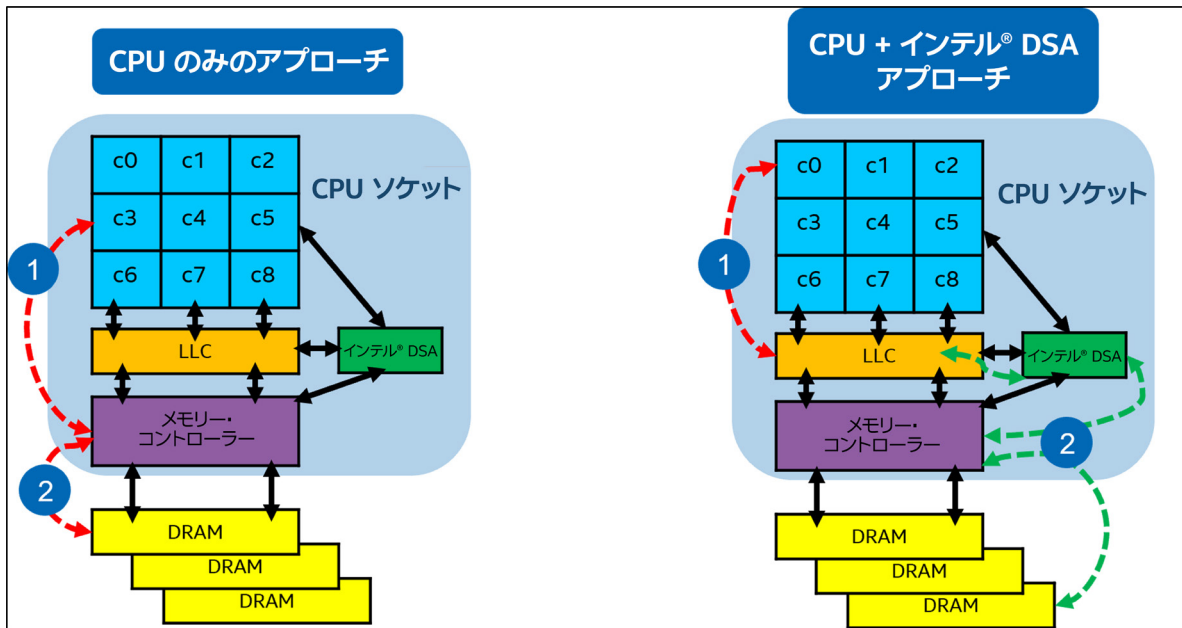 CPU のみのアプローチ
c0 c1 c2
CPU ソケット
c3 c4 c5
1
c6 c7 c8
LLC
インテル® DSA
メモリー・
コントローラー
2
DRAM
DRAM
DRAM
CPU + インテル® DSA
アプローチ
c0 c1 c2
CPU ソケット
c3 c4 c5
1
c6 c7 c8
LLC
インテル® DSA
メモリー・
コントローラー
2
DRAM
DRAM
DRAM